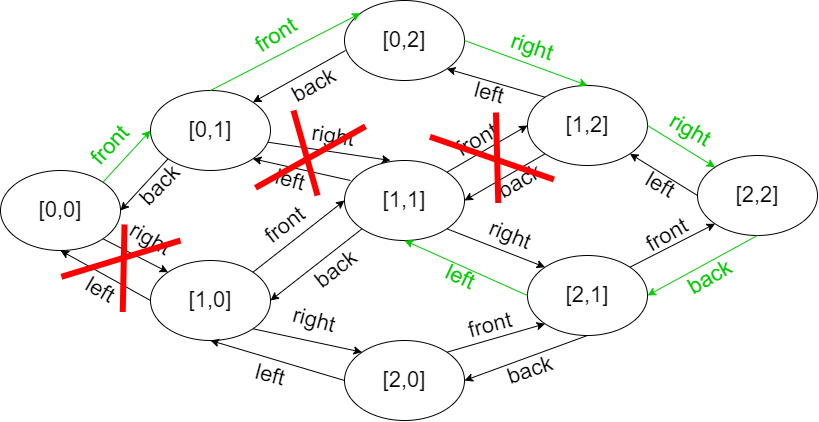 front
[0,2]
right
back
left
front
[0,1]
right
front
[1,2]
right
front
back
left
back
left
[2,2]
[0,0]
[1,1]
right
front
right
front
left
back
left
back
[1,0]
[2,1]
right
front
left
[2,0]
back